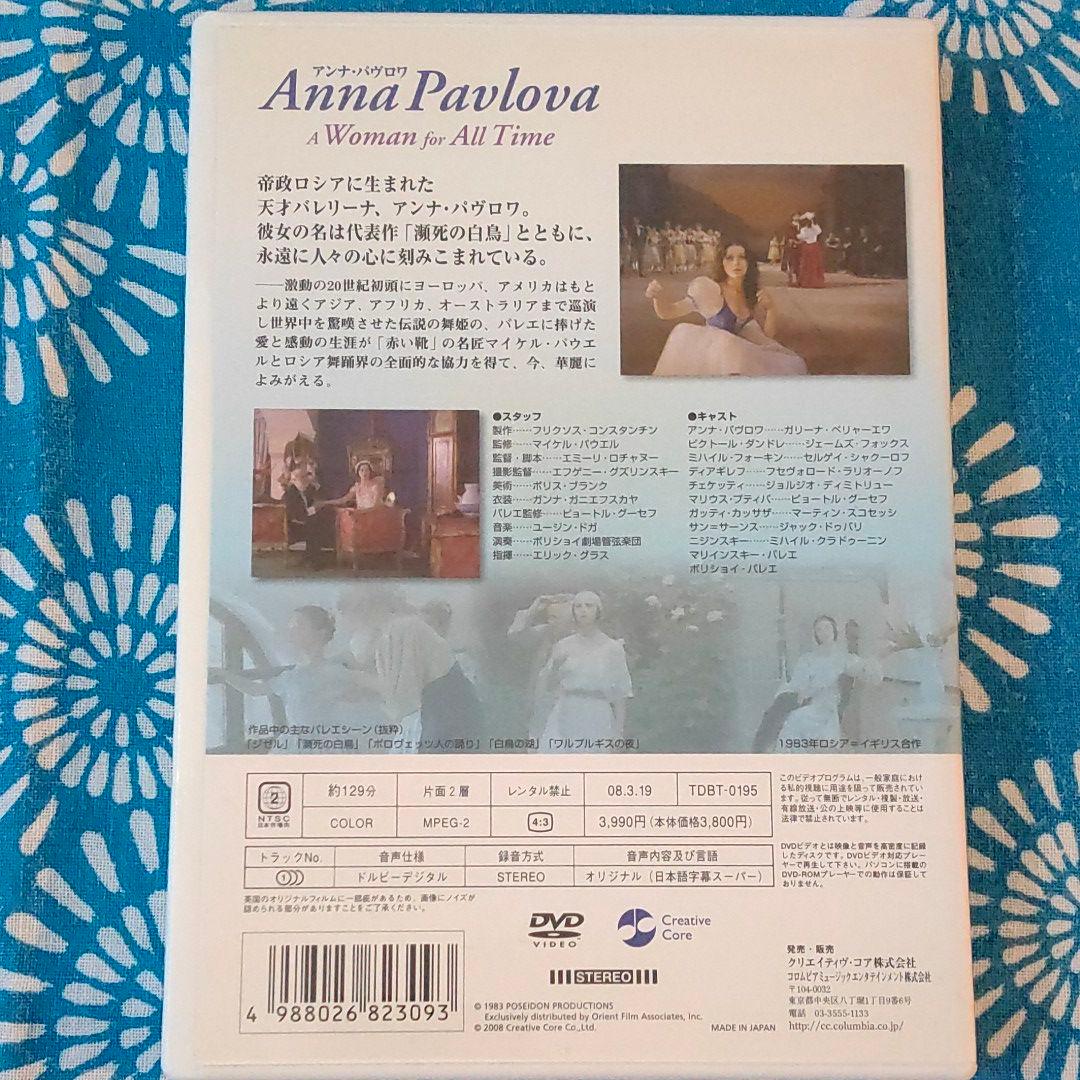 アンナ・パヴロワ
Anna Pavlova
A Woman for All Time
帝政ロシアに生まれた
天才バレリーナ、アンナ・パヴロワ。
彼女の名は代表作「瀕死の白鳥」とともに、
永遠に人々の心に刻みこまれている。
──激動の20世紀初頭にヨーロッパ、アメリカはもと
より遠くアジア、アフリカ、オーストラリアまで巡演
し世界中を驚嘆させた伝説の舞姫の、バレエに捧げた
愛と感動の生涯が「赤い靴」の名匠マイケル・パウエ
ルとロシア舞踊界の全面的な協力を得て、今、華麗に
よみがえる。
●スタッフ
製作……フリクソス・コンスタンチン
監修……マイケル・パウエル
監督・脚本……エミーリ・ロチャヌー
撮影監督……エフゲニー・グズリンスキー
美術……ボリス・ブランク
衣装……ガンナ・ガニエフスカヤ
バレエ監修……ピョートル・グーセフ
音楽……ユージン・ドガ
演奏……ボリショイ劇場管弦楽団
指揮……エリック・グラス
●キャスト
アンナ・パヴロワ……ガリーナ・ベリャーエワ
ビクトール・ダンドレ……ジェームズ・フォックス
ミハイル・フォーキン……セルゲイ・シャクーロフ
ディアギレフ……フセヴォロード・ラリオーノフ
チェケッティ……ジョルジオ・ディミトリュー
マリウス・プティパ……ピョートル・グーセフ
ガッティ・カッサザ……マーティン・スコセッシ
サン=サーンス……ジャック・ドゥバリ
ニジンスキー……ミハイル・クラドゥーニン
マリインスキー・バレエ
ボリショイ・バレエ
作品中の主なバレエシーン(抜粋)
「ジゼル」「瀕死の白鳥」「ポロヴェッツ人の踊り」「白鳥の湖」「ワルプルギスの夜」
1983年ロシア=イギリス合作
2
NTSC
日本市場向
約129分
片面2層
レンタル禁止
08.3.19
TDBT-0195
COLOR
MPEG-2
4:3
3,990円(本体価格3,800円)
このビデオプログラムは、一般家庭におけ
る私的視聴に用途を限って販売されていま
す。従って無断でレンタル・複製・放送・
有線放送・公の上映等に使用することは
法律で禁止されています。
トラックNo.
音声仕様
録音方式
音声内容及び言語
1
ドルビーデジタル
STEREO
オリジナル(日本語字幕スーパー)
DVDビデオとは映像と音声を高密度に記録
したディスクです。DVDビデオ対応プレー
ヤーで再生して下さい。パソコンに搭載の
DVD-ROMプレーヤーでの動作は保証して
おりません。
英国のオリジナルフィルムに一部疵があるため、画像にノイズが
認められる部分がありますことをご了承ください。
DVD
VIDEO
Creative
Core
STEREO
4 988026 823093
© 1983 POSEIDON PRODUCTIONS
Exclusively distributed by Orient Film Associates, Inc.
© 2008 Creative Core Co.,Ltd.
MADE IN JAPAN
発売・販売
クリエイティヴ・コア株式会社
コロムビアミュージックエンタテインメント株式会社
〒104-0032
東京都中央区八丁堀1丁目9番6号
電話 03-3555-1133
http://cc.columbia.co.jp/